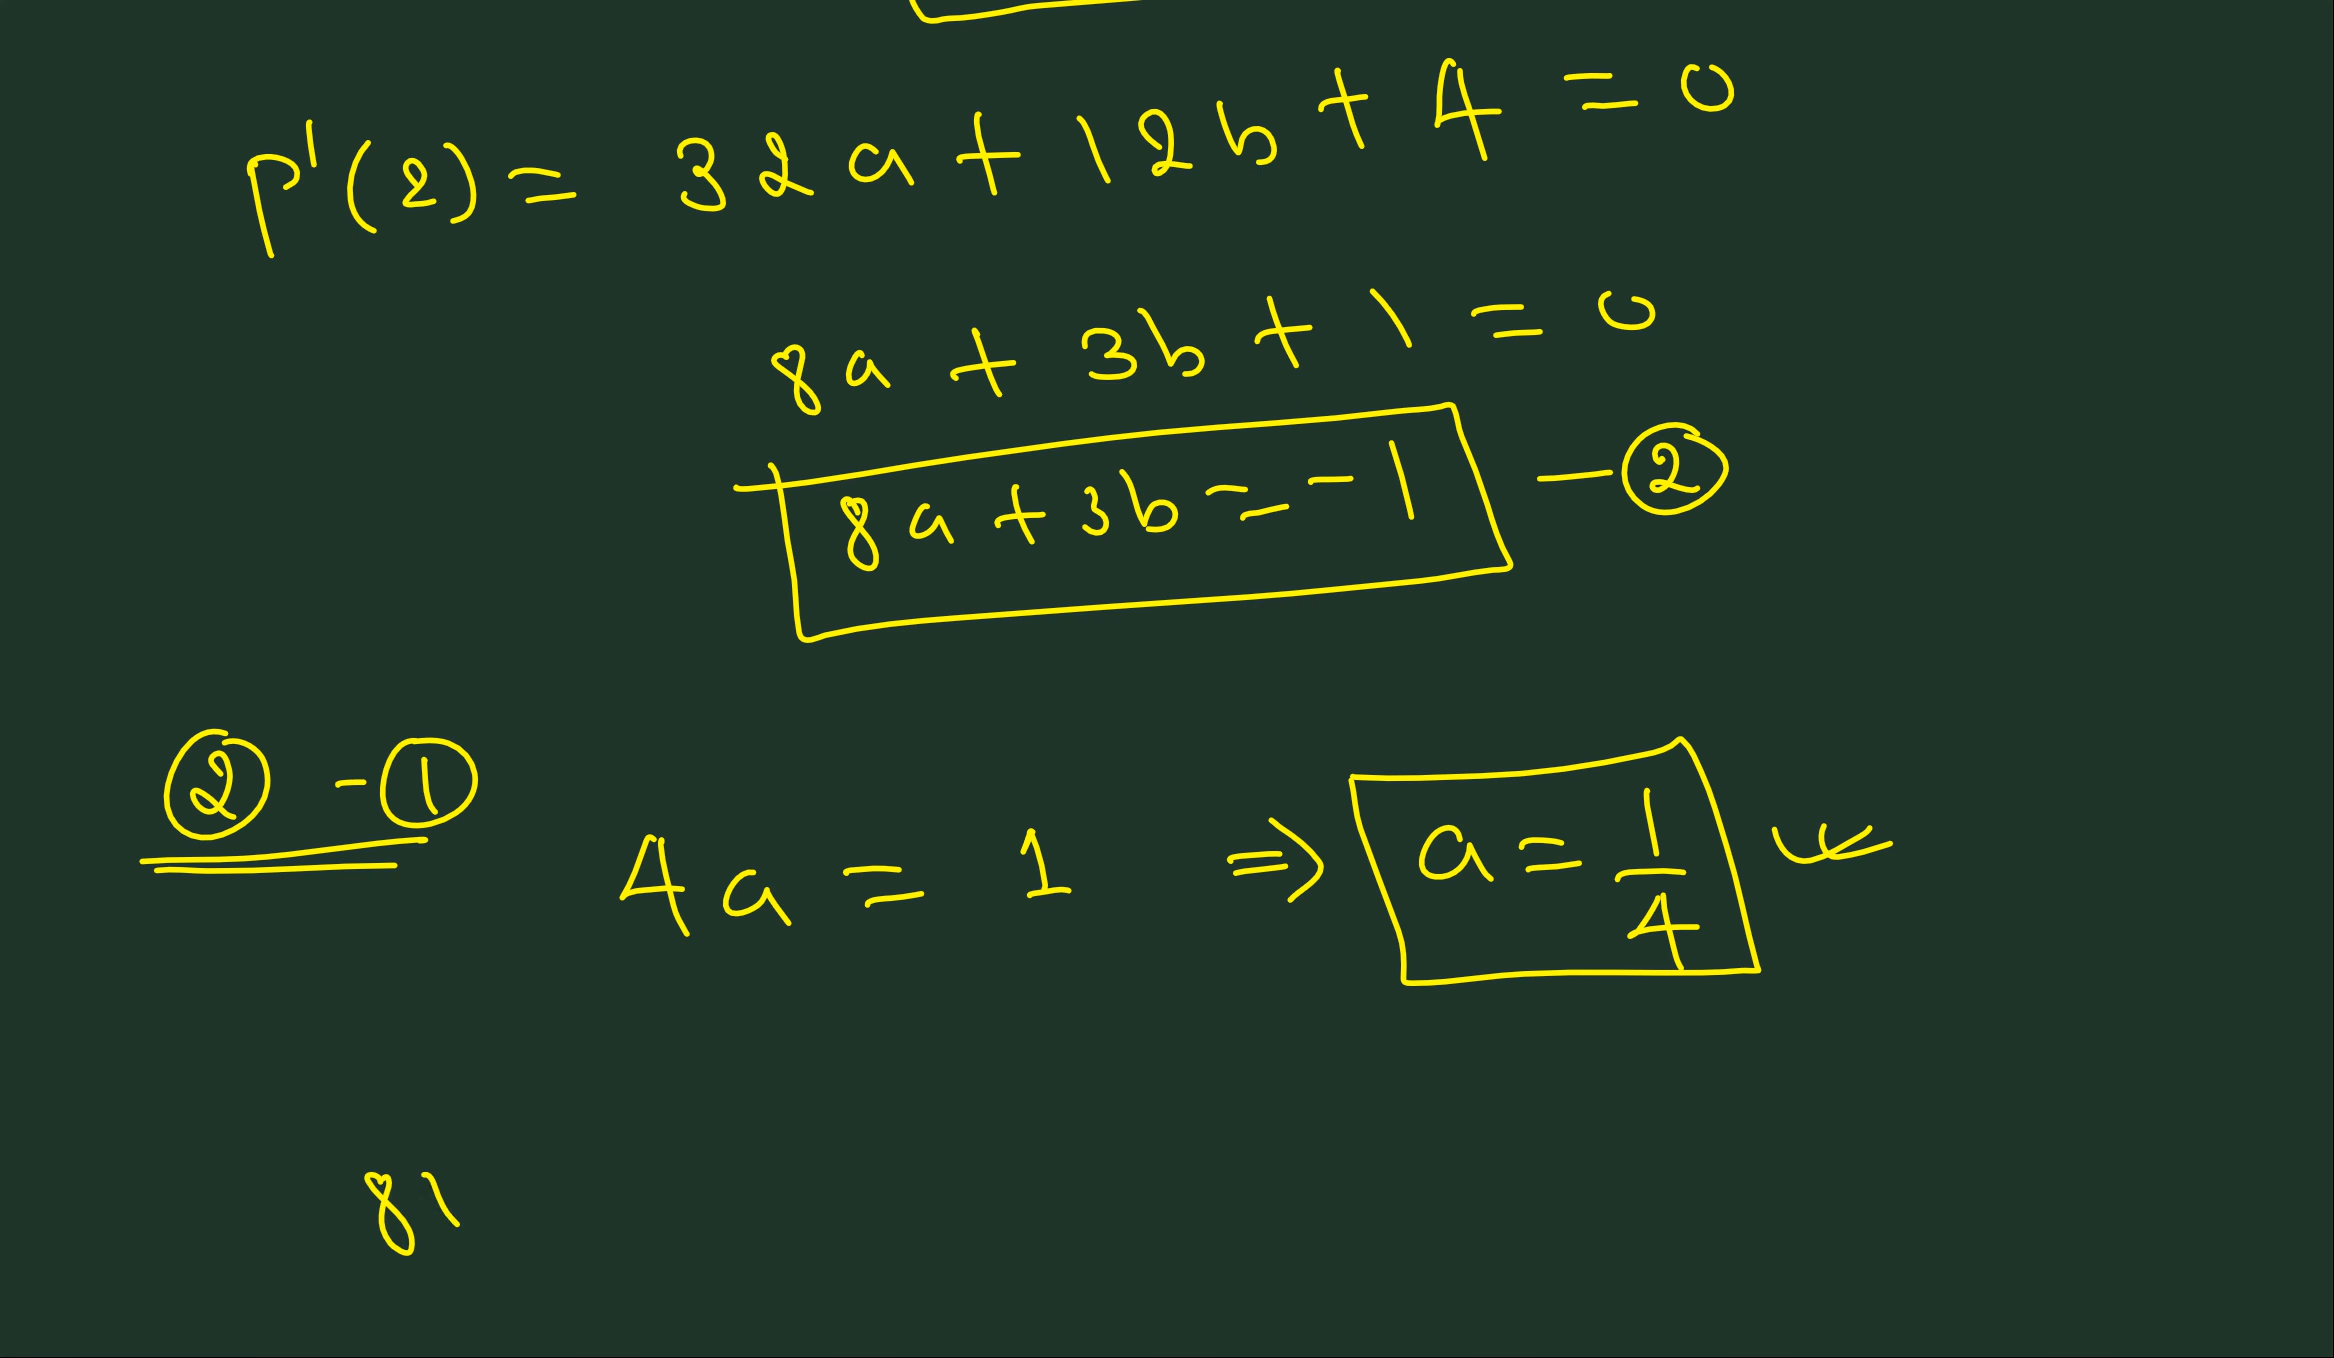 P'(2) = 32a + 12b + 4 = 0
8a + 3b + 1 = 0
8a + 3b = -1 — ②
② - ①
4a = 1 ⇒ a = 1/4
8